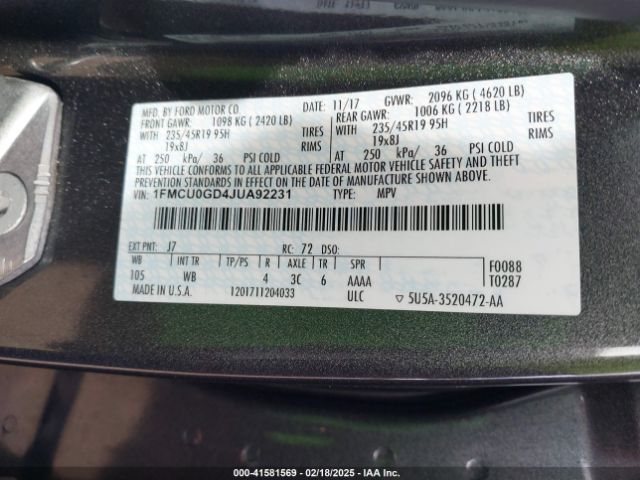 MFD. BY FORD MOTOR CO. 11/17 GVWR: 2096 KG ( 4620 LB)
FRONT GAWR: 1098 KG ( 2420 LB) REAR GAWR: 1006 KG ( 2218 LB)
WITH 235/45R19 95H TIRES WITH 235/45R19 95H TIRES
19x8J RIMS 19x8J RIMS
AT 250 kPa/ 36 PSI COLD AT 250 kPa/ 36 PSI COLD
THIS VEHICLE CONFORMS TO ALL APPLICABLE FEDERAL MOTOR VEHICLE SAFETY AND THEFT
PREVENTION STANDARDS IN EFFECT ON THE DATE OF MANUFACTURE SHOWN ABOVE.
VIN: 1FMCU0GD4JUA92231 TYPE: MPV
EXT PNT: J7 RC: 72 DSO:
WB INT TR TP/PS R AXLE TR SPR F0088
105 WB 4 3C 6 AAAA T0287
MADE IN U.S.A. 1201711204033 ULC 5U5A-3520472-AA
000-41581569 — 02/18/2025 — IAA Inc.